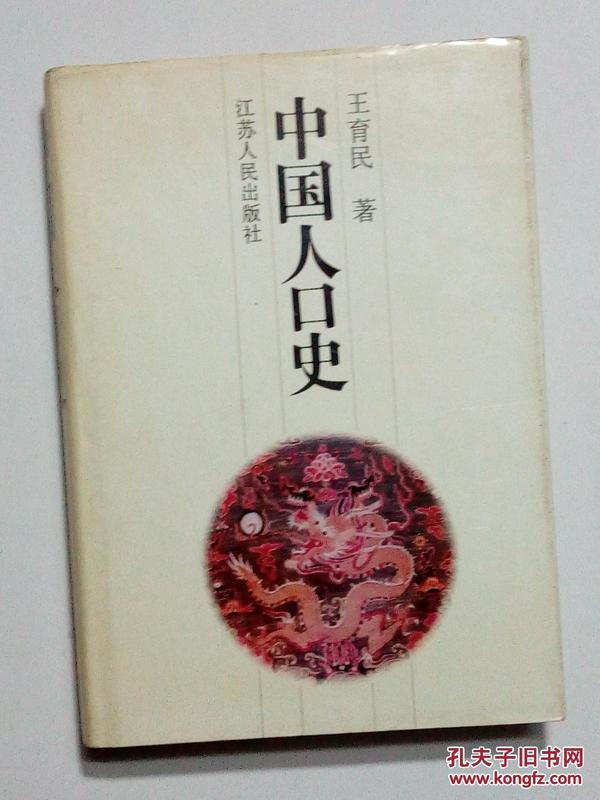 王育民 著
中国人口史
江苏人民出版社
孔夫子旧书网
www.kongfz.com